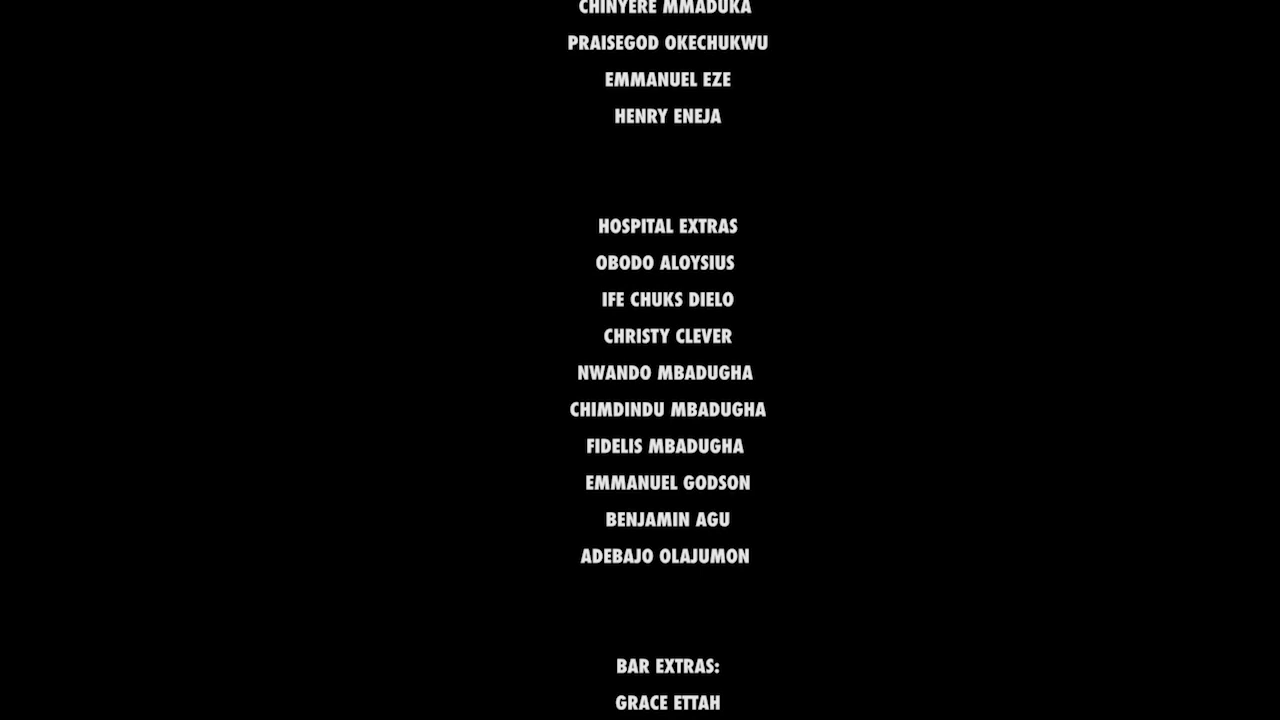 CHINYERE MMADUKA
PRAISEGOD OKECHUKWU
EMMANUEL EZE
HENRY ENEJA
HOSPITAL EXTRAS
OBODO ALOYSIUS
IFE CHUKS DIELO
CHRISTY CLEVER
NWANDO MBADUGHA
CHIMDINDU MBADUGHA
FIDELIS MBADUGHA
EMMANUEL GODSON
BENJAMIN AGU
ADEBAJO OLAJUMON
BAR EXTRAS:
GRACE ETTAH